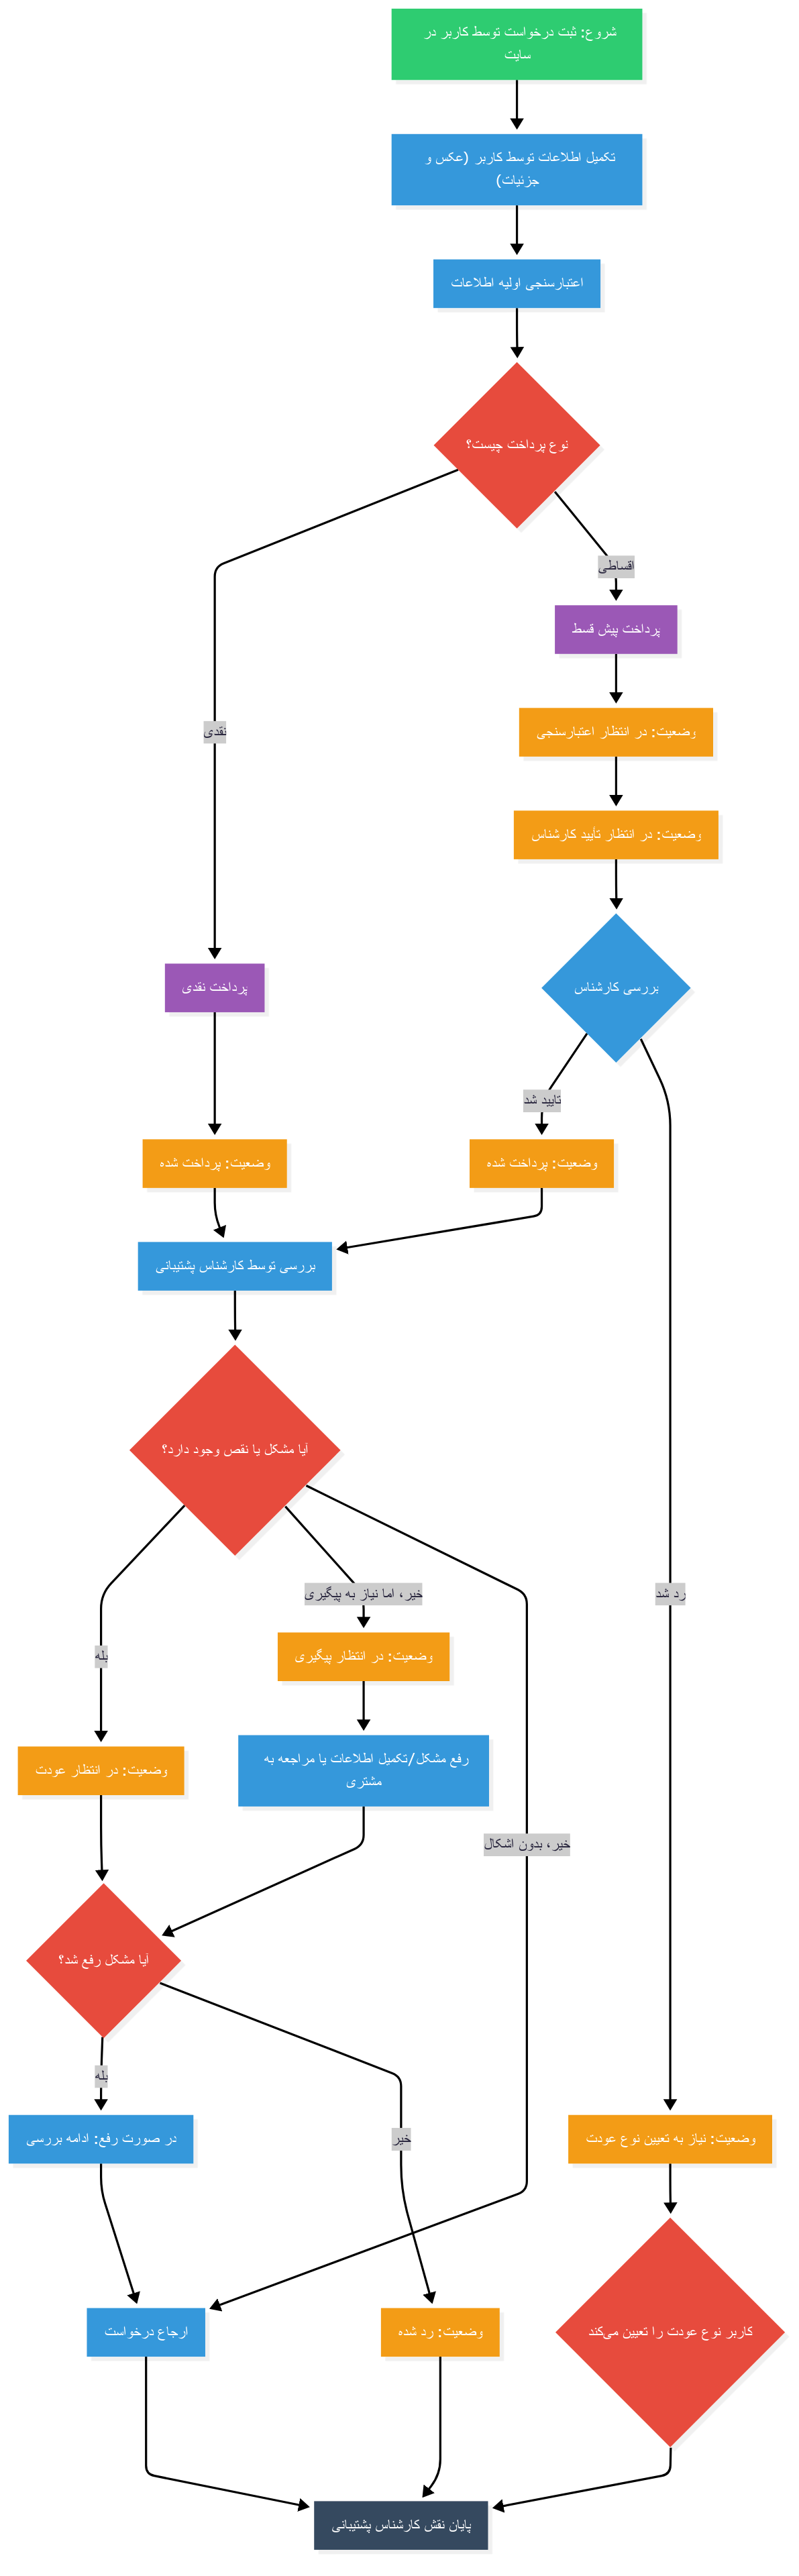 شروع: ثبت درخواست توسط کاربر در
سایت
تکمیل اطلاعات توسط کاربر (عکس و
جزئیات)
اعتبارسنجی اولیه اطلاعات
نوع پرداخت چیست؟
اقساطی
پرداخت پیش قسط
نقدی
وضعیت: در انتظار اعتبارسنجی
وضعیت: در انتظار تأیید کارشناس
پرداخت نقدی
بررسی کارشناس
تایید شد
وضعیت: پرداخت شده
وضعیت: پرداخت شده
بررسی توسط کارشناس پشتیبانی
آیا مشکل یا نقص وجود دارد؟
رد شد
خیر، اما نیاز به پیگیری
بله
وضعیت: در انتظار پیگیری
وضعیت: در انتظار عودت
رفع مشکل/تکمیل اطلاعات یا مراجعه به
مشتری
خیر، بدون اشکال
آیا مشکل رفع شد؟
بله
خیر
وضعیت: نیاز به تعیین نوع عودت
در صورت رفع: ادامه بررسی
کاربر نوع عودت را تعیین می‌کند
وضعیت: رد شده
ارجاع درخواست
پایان نقش کارشناس پشتیبانی